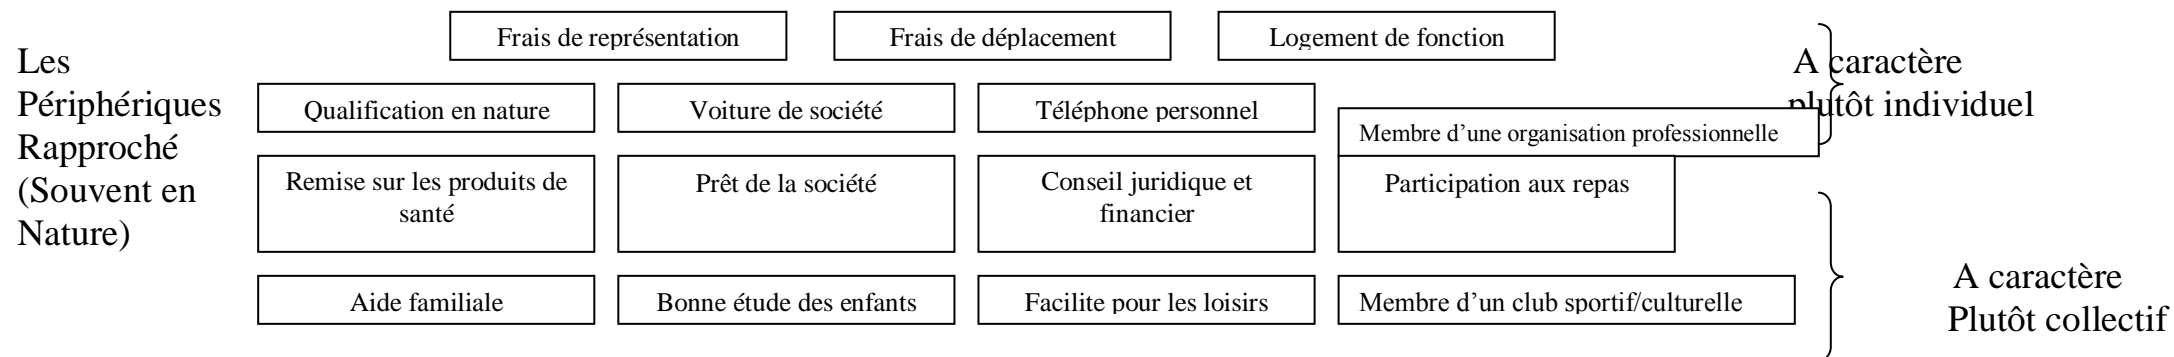 Frais de représentation
Frais de déplacement
Logement de fonction
Les
Périphériques
Rapproché
(Souvent en
Nature)
A caractère
plutôt individuel
Qualification en nature
Voiture de société
Téléphone personnel
Membre d’une organisation professionnelle
Remise sur les produits de
santé
Prêt de la société
Conseil juridique et
financier
Participation aux repas
Aide familiale
Bonne étude des enfants
Facilite pour les loisirs
Membre d’un club sportif/culturelle
A caractère
Plutôt collectif